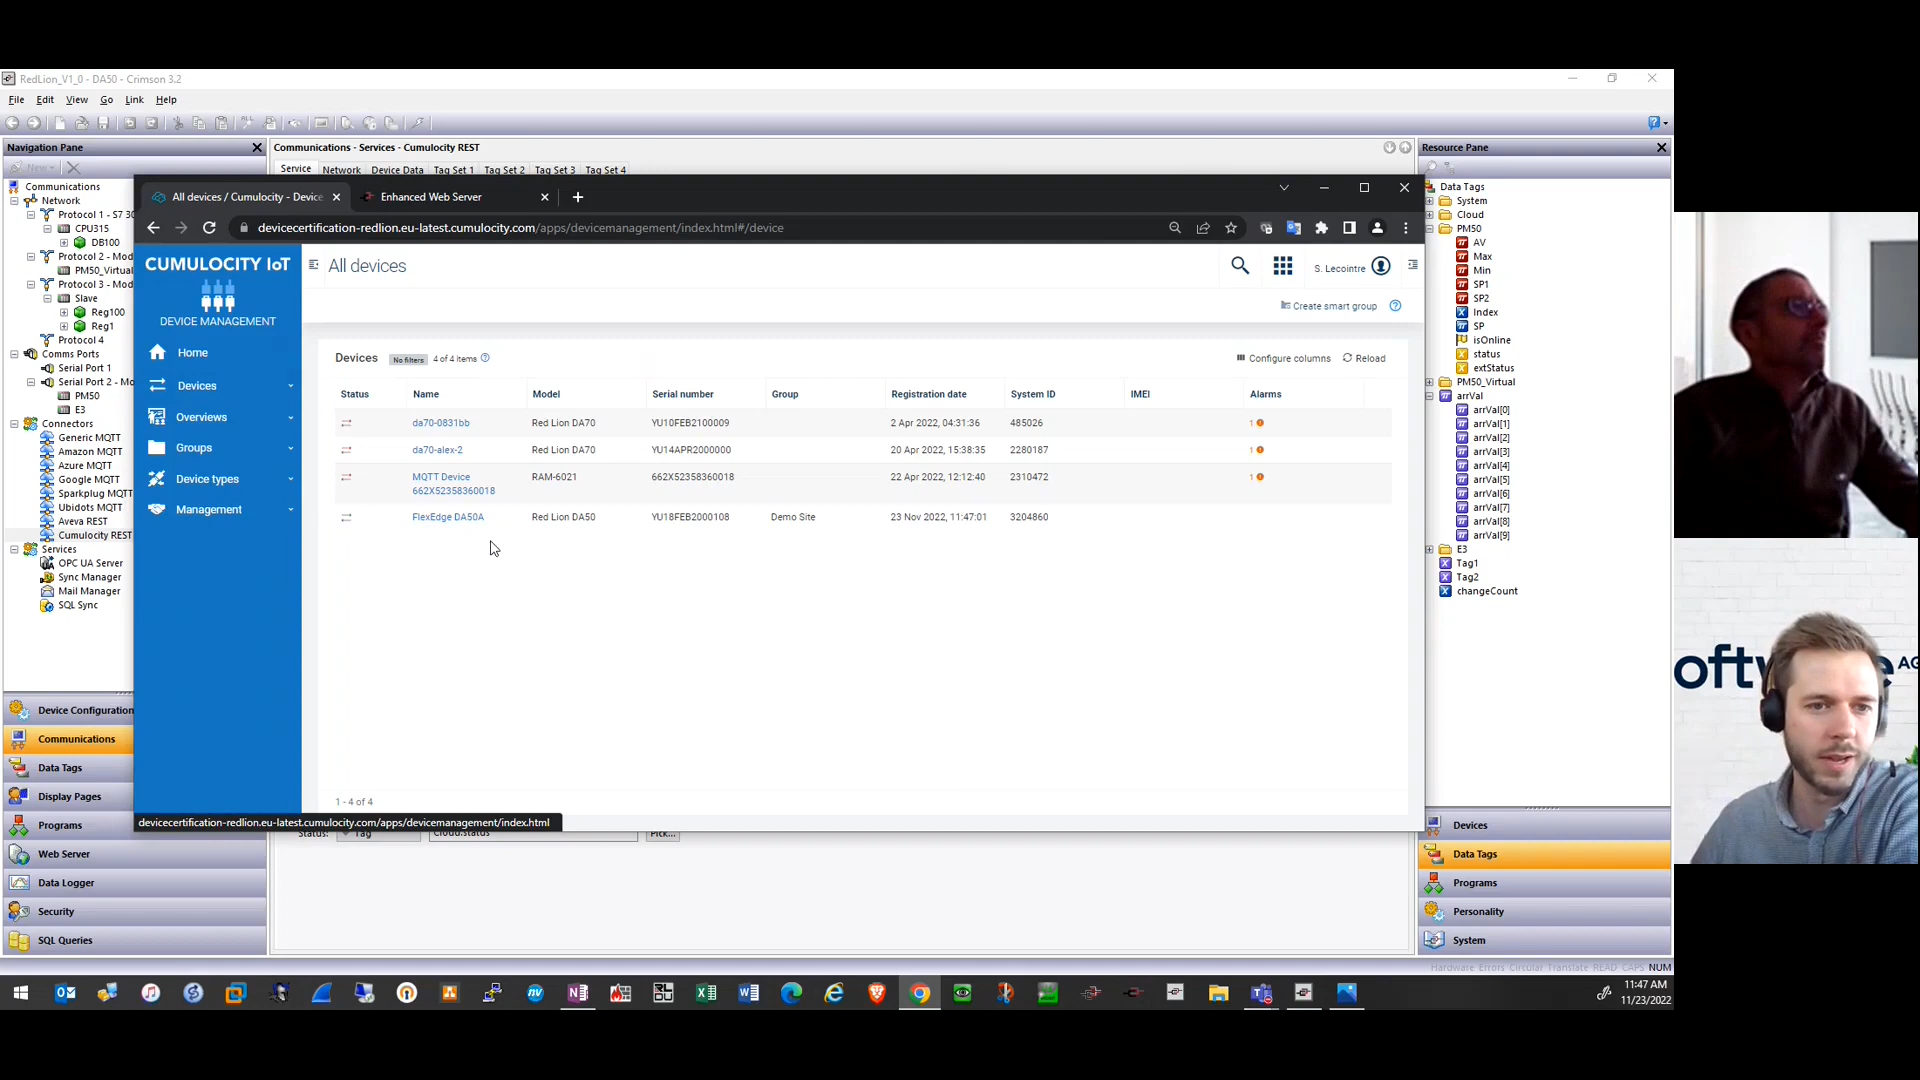 RedLion_V1_0 - DA50 - Crimson 3.2
File Edit View Go Link Help
Navigation Pane
New
Communications
Network
Protocol 1 - S7 30
CPU315
DB100
Protocol 2 - Mod
PM50_Virtual
Protocol 3 - Mod
Slave
Reg100
Reg1
Protocol 4
Comms Ports
Serial Port 1
Serial Port 2 - Mo
PM50
E3
Connectors
Generic MQTT
Amazon MQTT
Azure MQTT
Google MQTT
Sparkplug MQTT
Ubidots MQTT
Aveva REST
Cumulocity REST
Services
OPC UA Server
Sync Manager
Mail Manager
SQL Sync
Device Configuration
Communications
Data Tags
Display Pages
Programs
Web Server
Data Logger
Security
SQL Queries
Communications - Services - Cumulocity REST
Service Network Device Data Tag Set 1 Tag Set 2 Tag Set 3 Tag Set 4
All devices / Cumulocity - Device
Enhanced Web Server
devicecertification-redlion.eu-latest.cumulocity.com/apps/devicemanagement/index.html#/device
CUMULOCITY IoT
DEVICE MANAGEMENT
Home
Devices
Overviews
Groups
Device types
Management
All devices
S. Lecointre
Create smart group
Devices No filters 4 of 4 items
Configure columns Reload
Status Name Model Serial number Group Registration date System ID IMEI Alarms
da70-0831bb Red Lion DA70 YU10FEB2100009 2 Apr 2022, 04:31:36 485026 1
da70-alex-2 Red Lion DA70 YU14APR2000000 20 Apr 2022, 15:38:35 2280187 1
MQTT Device RAM-6021 662X52358360018 22 Apr 2022, 12:12:40 2310472 1
662X52358360018
FlexEdge DA50A Red Lion DA50 YU18FEB2000108 Demo Site 23 Nov 2022, 11:47:01 3204860
1 - 4 of 4
devicecertification-redlion.eu-latest.cumulocity.com/apps/devicemanagement/index.html
Status: Tag Cloud.status Pick...
Resource Pane
Data Tags
System
Cloud
PM50
AV
Max
Min
SP1
SP2
Index
SP
isOnline
status
extStatus
PM50_Virtual
arrVal
arrVal[0]
arrVal[1]
arrVal[2]
arrVal[3]
arrVal[4]
arrVal[5]
arrVal[6]
arrVal[7]
arrVal[8]
arrVal[9]
E3
Tag1
Tag2
changeCount
Devices
Data Tags
Programs
Personality
System
Hardware Errors Circular Translate READ CAPS NUM
11:47 AM
11/23/2022
oftw e AG